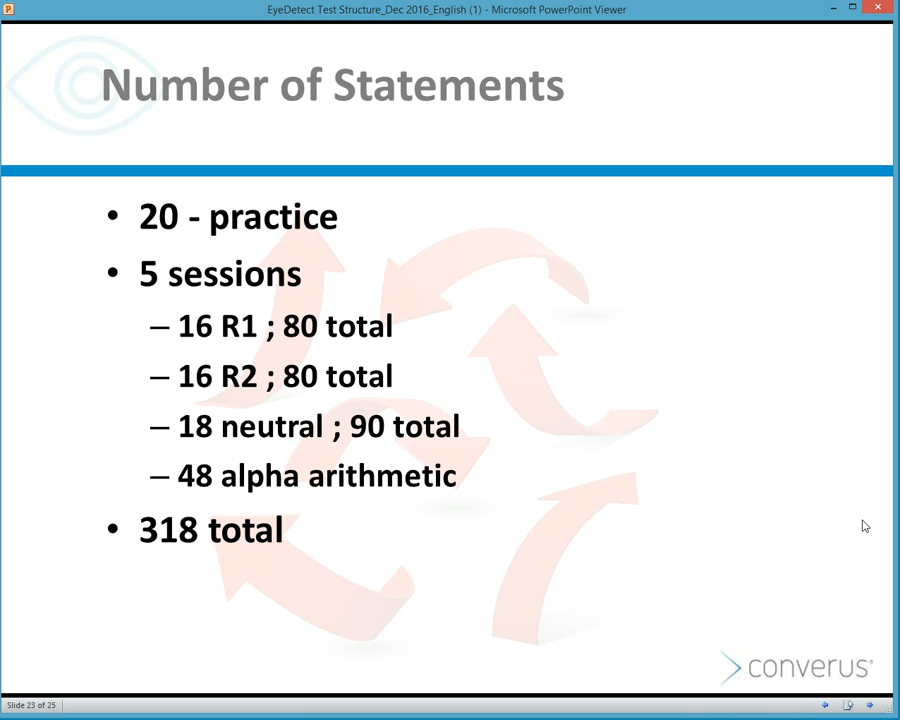 EyeDetect Test Structure_Dec 2016_English (1) - Microsoft PowerPoint Viewer
Number of Statements
• 20 - practice
• 5 sessions
– 16 R1 ; 80 total
– 16 R2 ; 80 total
– 18 neutral ; 90 total
– 48 alpha arithmetic
• 318 total
converus®
Slide 23 of 25